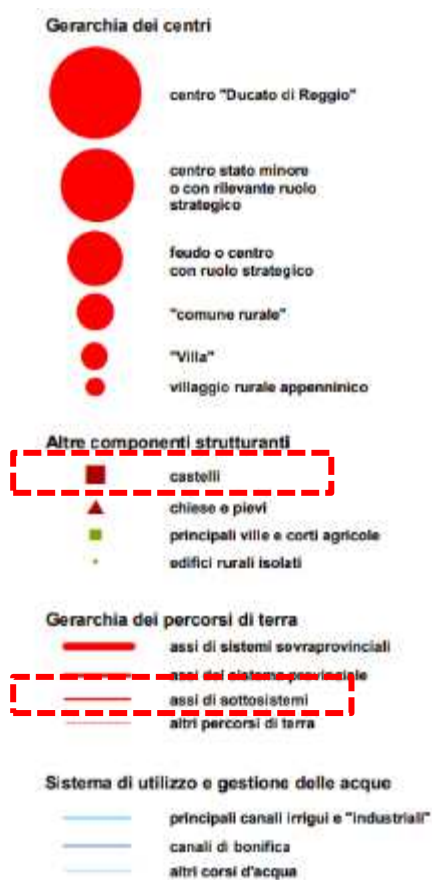 Gerarchia dei centri
centro "Ducato di Reggio"
centro stato minore
o con rilevante ruolo
strategico
feudo o centro
con ruolo strategico
"comune rurale"
"Villa"
villaggio rurale appenninico
Altre componenti strutturanti
castelli
chiese e pievi
principali ville e corti agricole
edifici rurali isolati
Gerarchia dei percorsi di terra
assi di sistemi sovraprovinciali
assi del sistema provinciale
assi di sottosistemi
altri percorsi di terra
Sistema di utilizzo e gestione delle acque
principali canali irrigui e "industriali"
canali di bonifica
altri corsi d'acqua